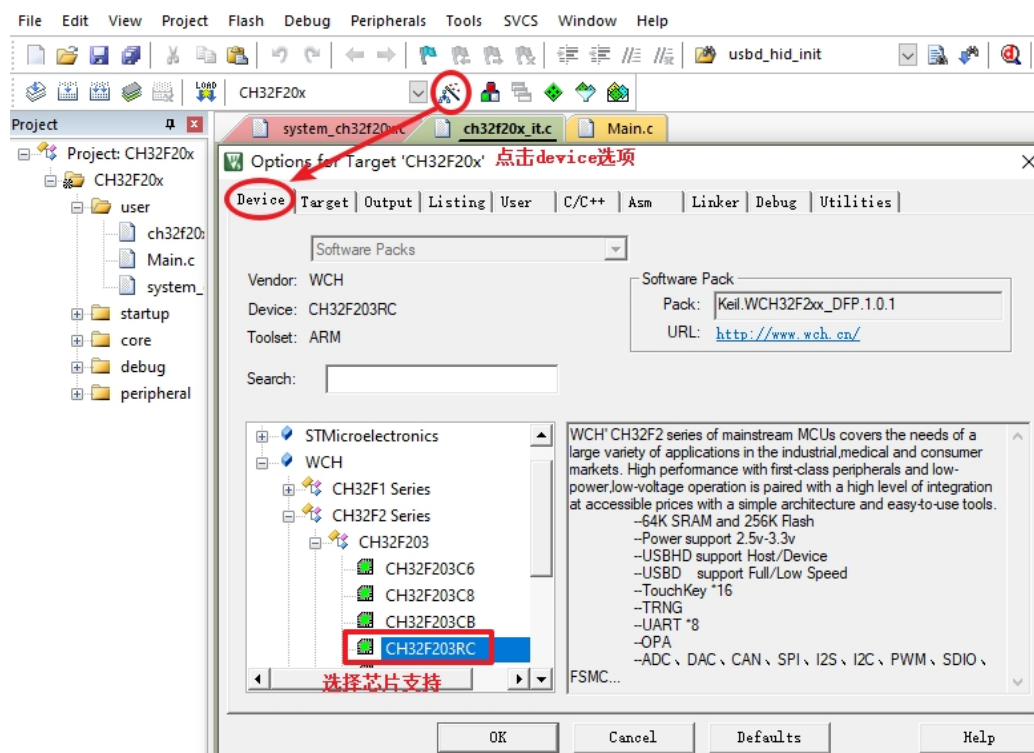 File Edit View Project Flash Debug Peripherals Tools SVCS Window Help
usbd_hid_init
LOAD CH32F20x
Project
system_ch32f20x.c ch32f20x_it.c Main.c
Project: CH32F20x
CH32F20x
user
ch32f20x
Main.c
system_
startup
core
debug
peripheral
Options for Target 'CH32F20x' 点击device选项
Device Target Output Listing User C/C++ Asm Linker Debug Utilities
Software Packs
Vendor: WCH
Device: CH32F203RC
Toolset: ARM
Software Pack
Pack: Keil.WCH32F2xx_DFP.1.0.1
URL: http://www.wch.cn/
Search:
STMicroelectronics
WCH
CH32F1 Series
CH32F2 Series
CH32F203
CH32F203C6
CH32F203C8
CH32F203CB
CH32F203RC
选择芯片支持
WCH' CH32F2 series of mainstream MCUs covers the needs of a
large variety of applications in the industrial,medical and consumer
markets. High performance with first-class peripherals and low-
power,low-voltage operation is paired with a high level of integration
at accessible prices with a simple architecture and easy-to-use tools.
--64K SRAM and 256K Flash
--Power support 2.5v-3.3v
--USBHD support Host/Device
--USBD support Full/Low Speed
--TouchKey *16
--TRNG
--UART *8
--OPA
--ADC、DAC、CAN、SPI、I2S、I2C、PWM、SDIO、
FSMC...
OK Cancel Defaults Help